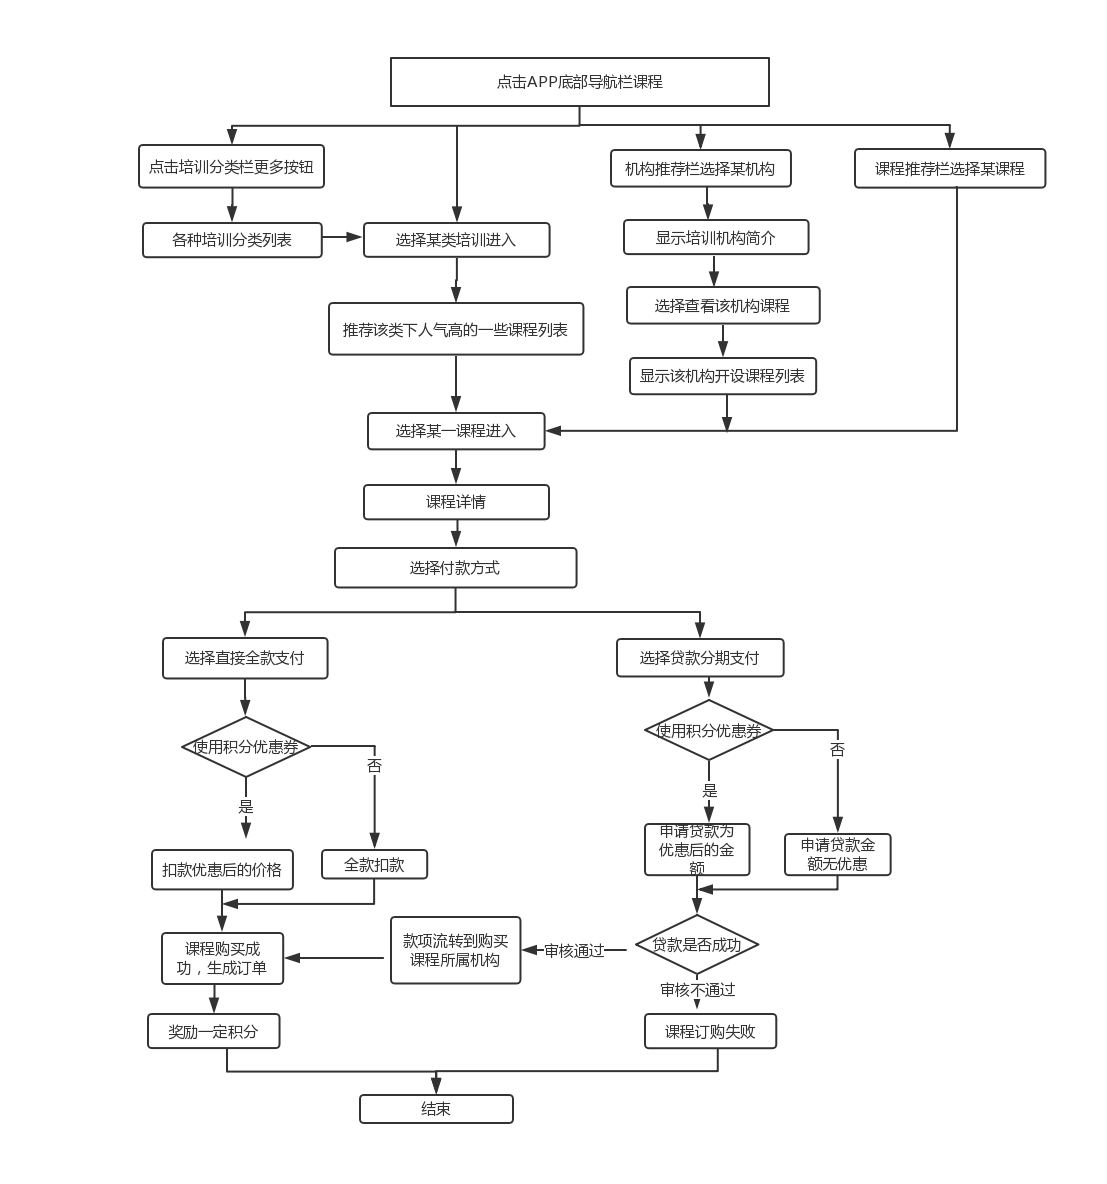 点击APP底部导航栏课程
点击培训分类栏更多按钮
机构推荐栏选择某机构
课程推荐栏选择某课程
各种培训分类列表
选择某类培训进入
显示培训机构简介
选择查看该机构课程
推荐该类下人气高的一些课程列表
显示该机构开设课程列表
选择某一课程进入
课程详情
选择付款方式
选择直接全款支付
选择贷款分期支付
使用积分优惠券
使用积分优惠券
否
否
是
是
申请贷款为
优惠后的金
额
申请贷款金
额无优惠
扣款优惠后的价格
全款扣款
课程购买成
功，生成订单
款项流转到购买
课程所属机构
审核通过
贷款是否成功
审核不通过
奖励一定积分
课程订购失败
结束